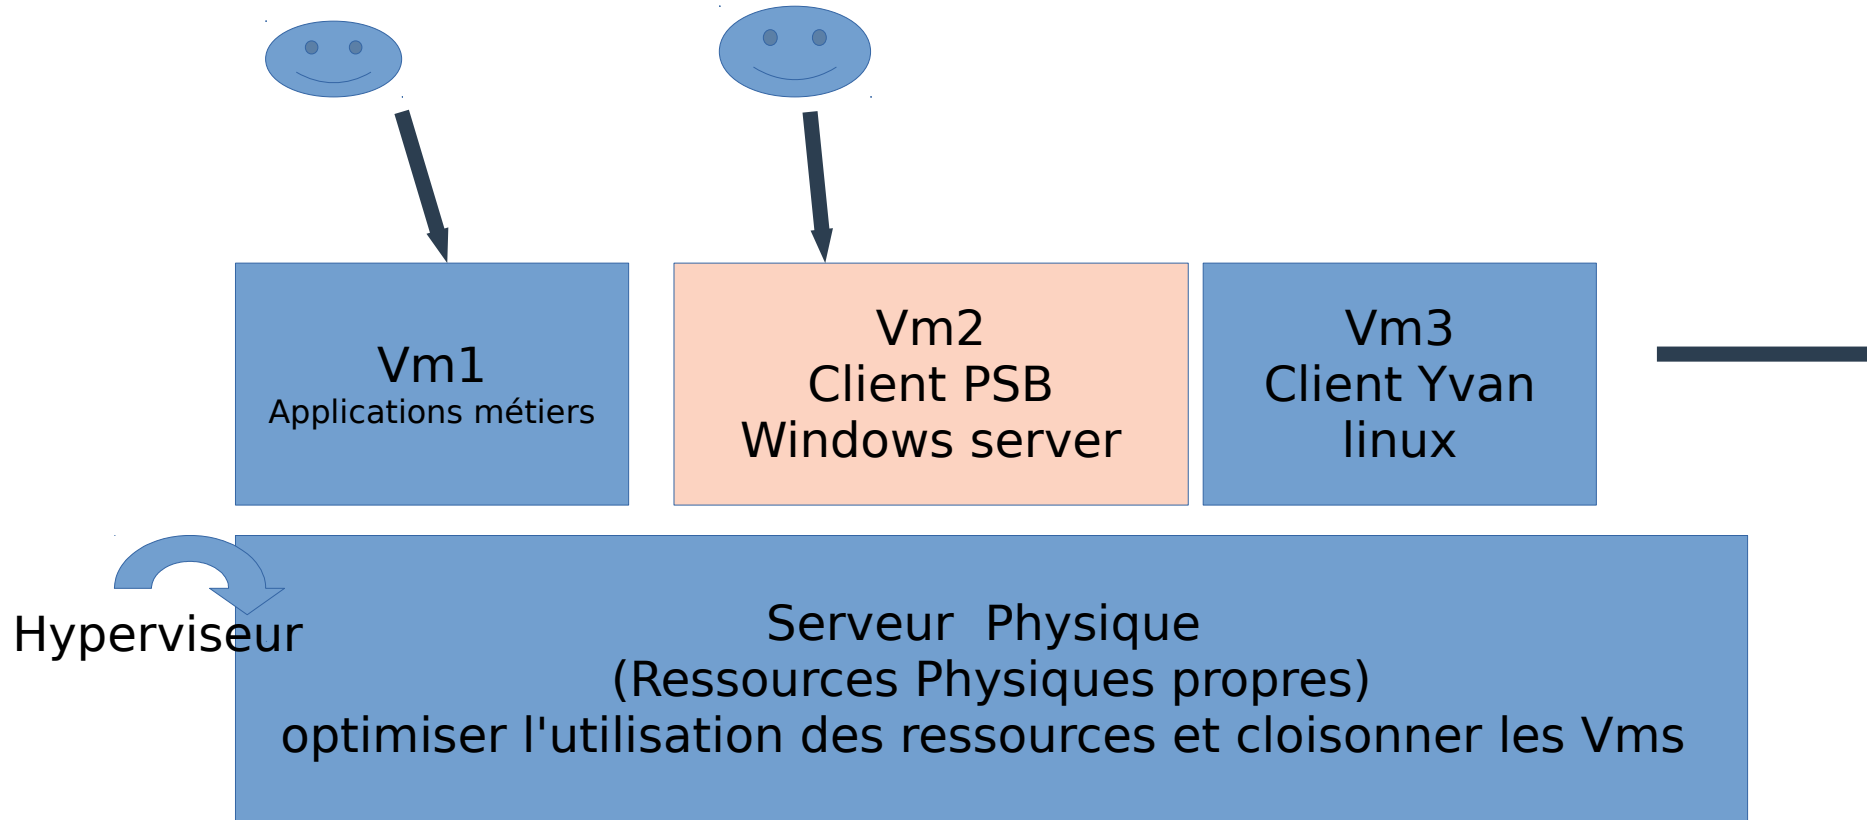 Vm1
Applications métiers
Vm2
Client PSB
Windows server
Vm3
Client Yvan
linux
Hyperviseur
Serveur  Physique
(Ressources Physiques propres)
optimiser l'utilisation des ressources et cloisonner les Vms